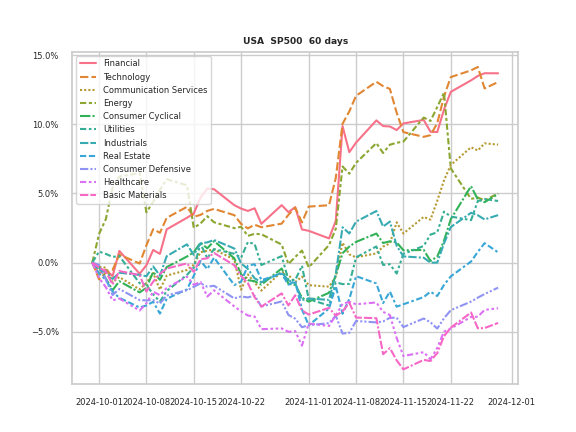 USA  SP500  60 days
15.0%
10.0%
5.0%
0.0%
−5.0%
Financial
Technology
Communication Services
Energy
Consumer Cyclical
Utilities
Industrials
Real Estate
Consumer Defensive
Healthcare
Basic Materials
2024-10-01
2024-10-08
2024-10-15
2024-10-22
2024-11-01
2024-11-08
2024-11-15
2024-11-22
2024-12-01